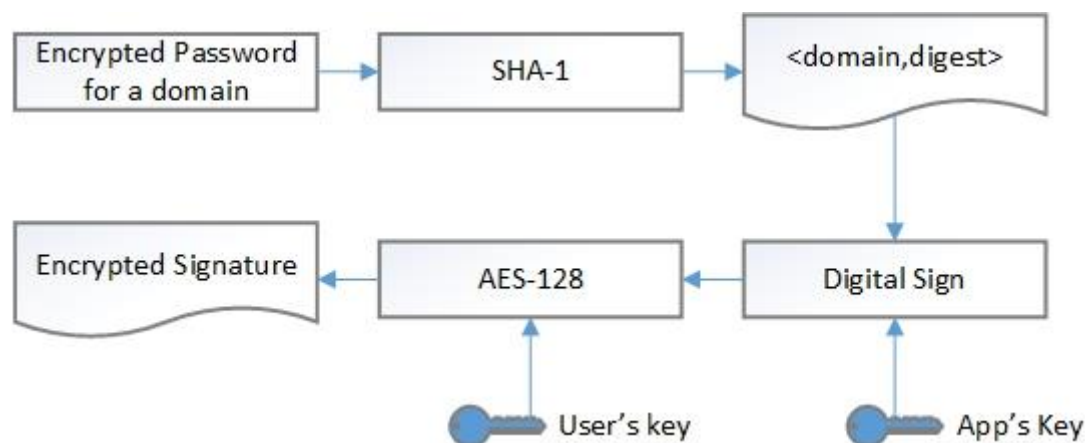 Encrypted Password
for a domain
SHA-1
<domain,digest>
Encrypted Signature
AES-128
Digital Sign
User's key
App's Key